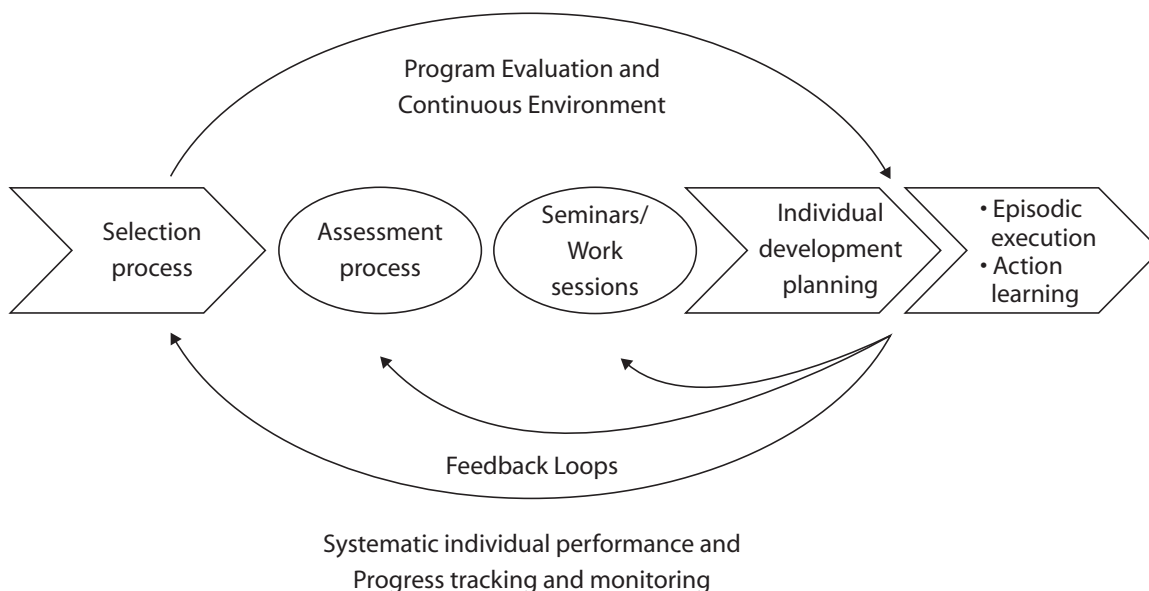 Program Evaluation and
Continuous Environment
Selection
process
Assessment
process
Seminars/
Work
sessions
Individual
development
planning
• Episodic
execution
• Action
learning
Feedback Loops
Systematic individual performance and
Progress tracking and monitoring